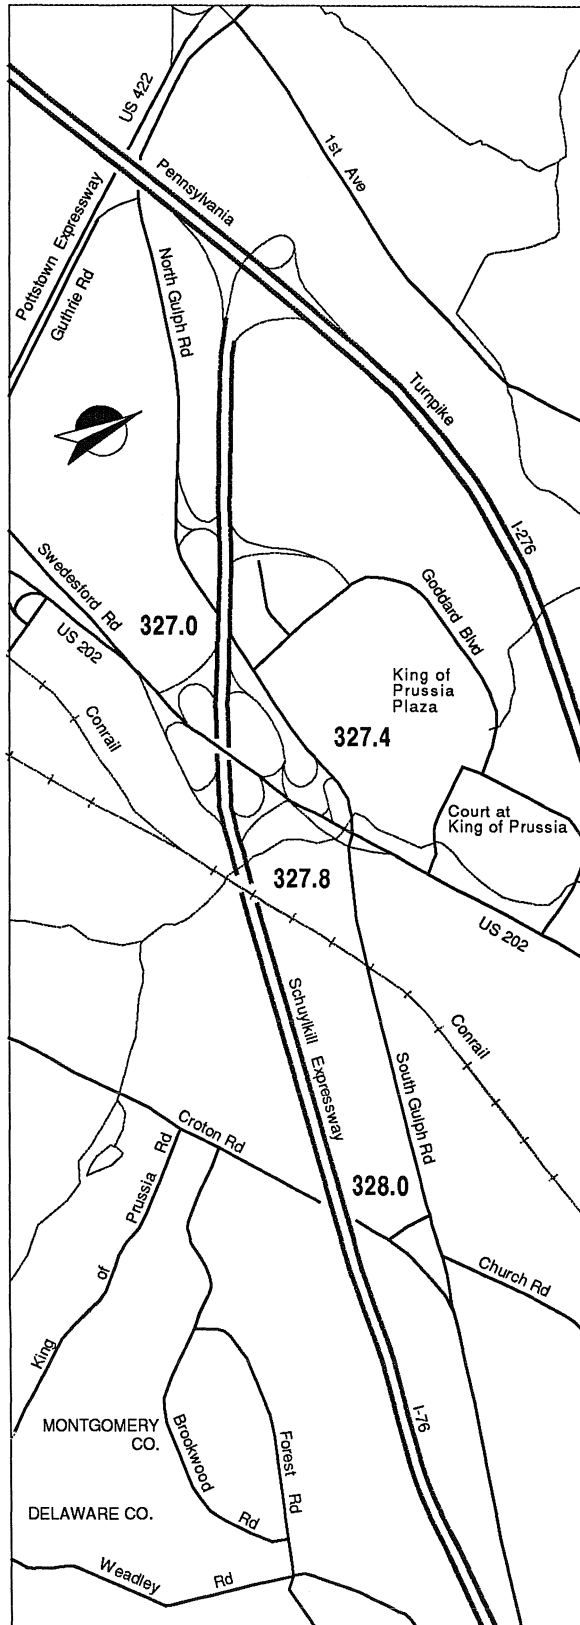 US 422
1st Ave
Pennsylvania
Pottstown Expressway
Guthrie Rd
North Gulph Rd
Turnpike
I-276
Swedesford Rd
327.0
Goddard Blvd
US 202
King of
Prussia
Plaza
Conrail
327.4
Court at
King of Prussia
327.8
US 202
Schuylkill Expressway
Conrail
South Gulph Rd
Croton Rd
328.0
King of Prussia Rd
Church Rd
I-76
MONTGOMERY
CO.
Brookwood Rd
Forest Rd
DELAWARE CO.
Weadley Rd